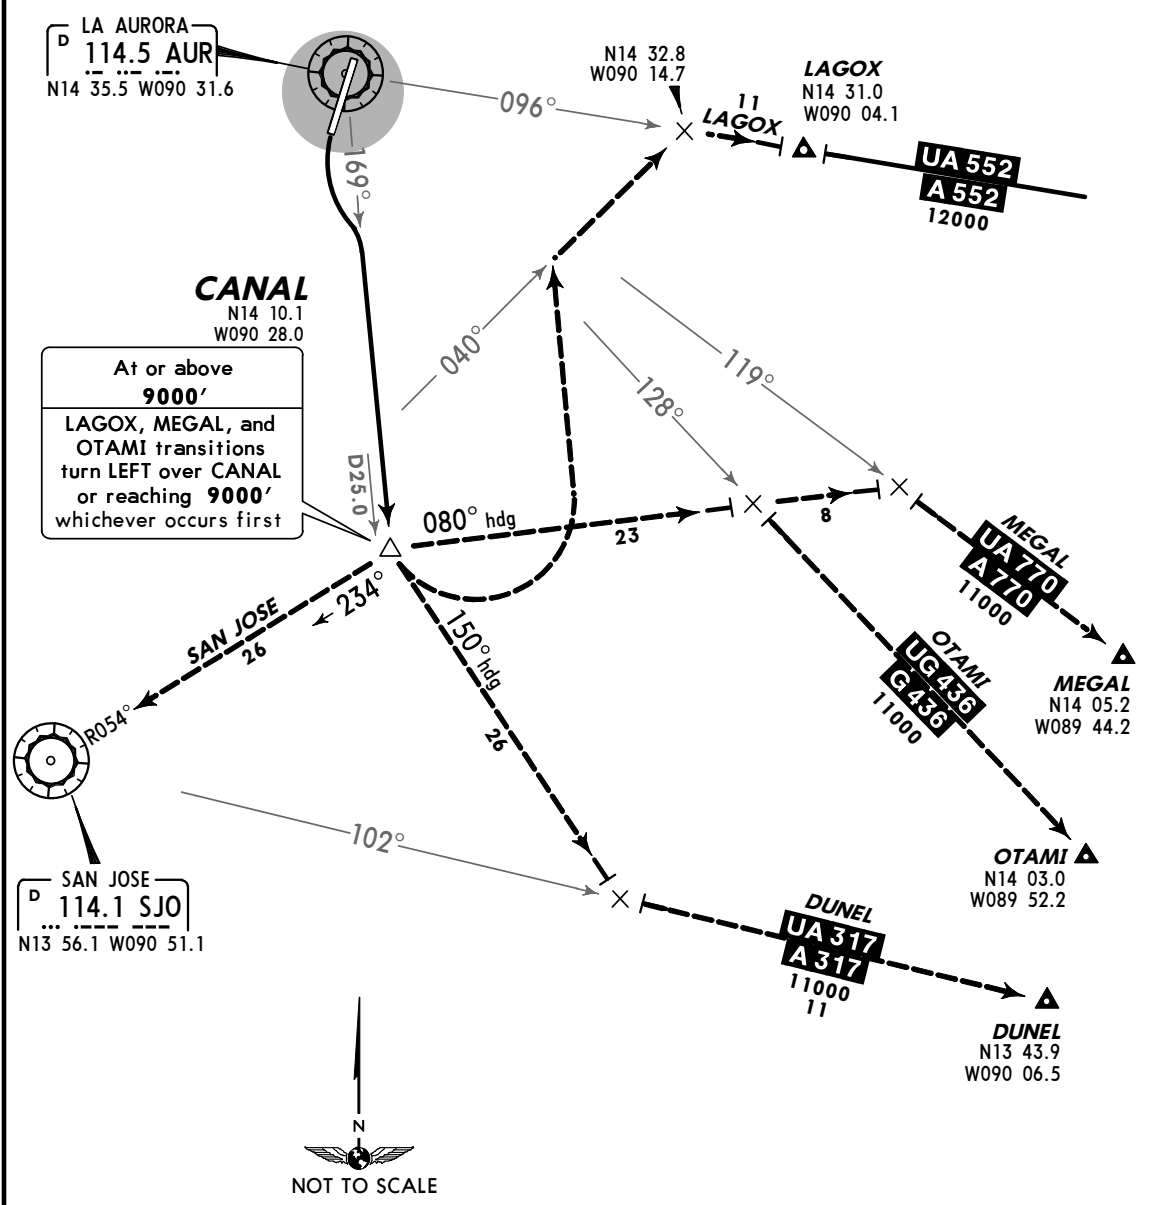 LA AURORA
D 114.5 AUR
N14 35.5 W090 31.6
096°
169°
N14 32.8
W090 14.7
11
LAGOX
LAGOX
N14 31.0
W090 04.1
UA 552
A 552
12000
CANAL
N14 10.1
W090 28.0
At or above
9000'
LAGOX, MEGAL, and
OTAMI transitions
turn LEFT over CANAL
or reaching 9000'
whichever occurs first
040°
119°
128°
D25.0
080° hdg
23
8
MEGAL
UA 770
A 770
11000
MEGAL
N14 05.2
W089 44.2
234°
SAN JOSE
26
150° hdg
26
OTAMI
UG 436
G 436
11000
OTAMI
N14 03.0
W089 52.2
R054°
102°
SAN JOSE
D 114.1 SJO
N13 56.1 W090 51.1
DUNEL
UA 317
A 317
11000
11
DUNEL
N13 43.9
W090 06.5
N
NOT TO SCALE